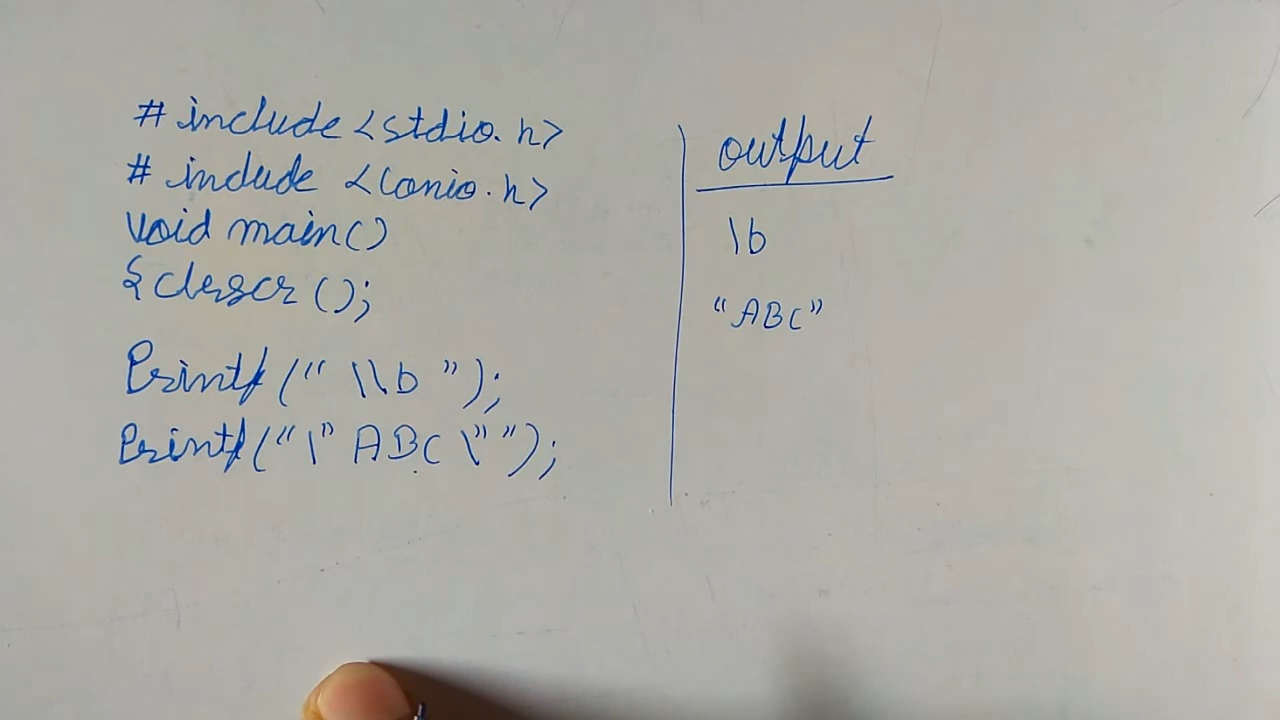 # include <stdio.h>
# include <conio.h>
void main()
{ clrscr ();
Printf (" \\b ");
Printf ("\" ABC \" ");
output
\b
"ABC"